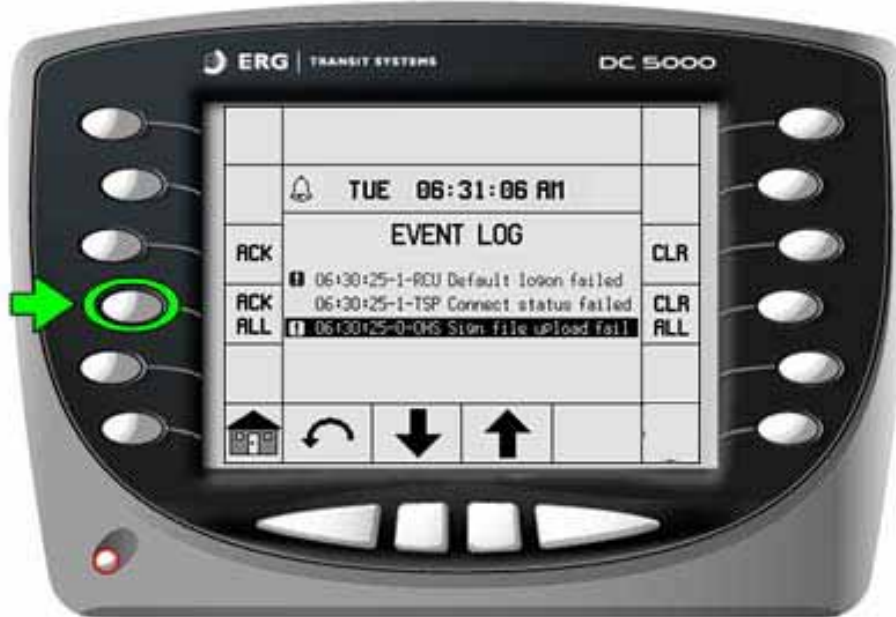 ERG TRANSIT SYSTEMS DC 5000
TUE 06:31:06 AM
EVENT LOG
ACK
CLR
06:30:25-1-RCU Default logon failed
06:30:25-1-TSP Connect status failed
ACK ALL
CLR ALL
06:30:25-0-OHS Sign file upload fail